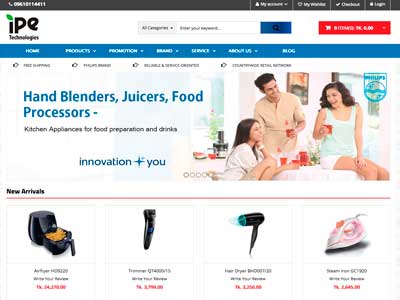 09610114411
My account
My Wishlist
Checkout
Login
ipe
Technologies
All Categories
Enter your keyword...
0 ITEM(S): TK. 0.00
HOME
PRODUCTS
PROMOTION
BRAND
SERVICE
ABOUT US
BLOG
FREE SHIPPING
PHILIPS BRAND
RELIABLE & SERVICE ORIENTED
COUNTRYWIDE RETAIL NETWORK
PHILIPS
Hand Blenders, Juicers, Food
Processors -
Kitchen Appliances for food preparation and drinks
innovation + you
New Arrivals
Airfryer HD9220
Write Your Review
Tk. 24,270.00
Trimmer QT4000/15
Write Your Review
Tk. 3,799.00
Hair Dryer BHD007/20
Write Your Review
Tk. 3,250.00
Steam Iron GC1920
Write Your Review
Tk. 2,645.00